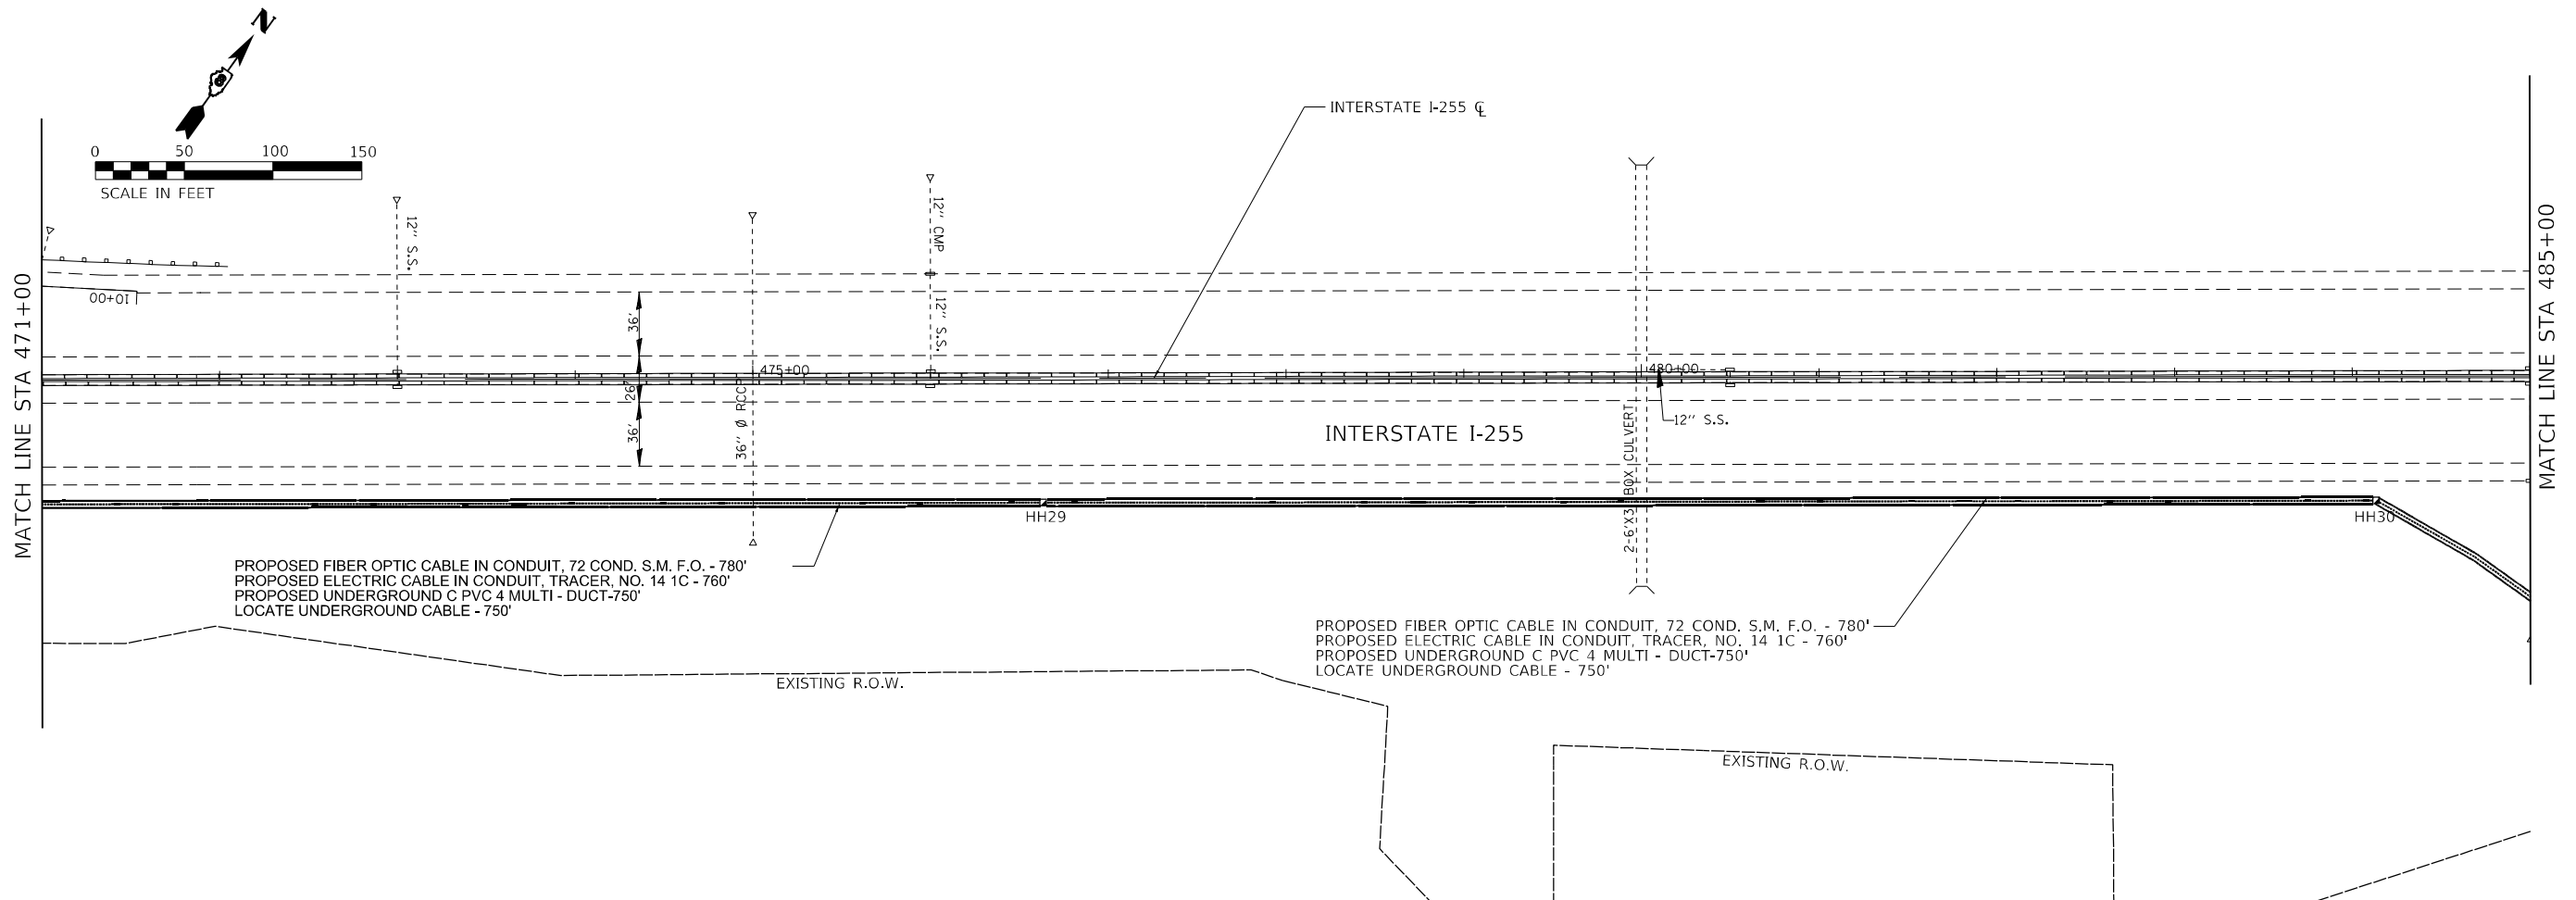 N
0 50 100 150
SCALE IN FEET
INTERSTATE I-255 ℄
12'' S.S.
12'' CMP
12'' S.S.
10+00
MATCH LINE STA 471+00
MATCH LINE STA 485+00
36'
26'
36'
475+00
480+00
36'' Ø RCCP
12'' S.S.
INTERSTATE I-255
2-6'X3' BOX CULVERT
HH29
HH30
PROPOSED FIBER OPTIC CABLE IN CONDUIT, 72 COND. S.M. F.O. - 780'
PROPOSED ELECTRIC CABLE IN CONDUIT, TRACER, NO. 14 1C - 760'
PROPOSED UNDERGROUND C PVC 4 MULTI - DUCT-750'
LOCATE UNDERGROUND CABLE - 750'
PROPOSED FIBER OPTIC CABLE IN CONDUIT, 72 COND. S.M. F.O. - 780'
PROPOSED ELECTRIC CABLE IN CONDUIT, TRACER, NO. 14 1C - 760'
PROPOSED UNDERGROUND C PVC 4 MULTI - DUCT-750'
LOCATE UNDERGROUND CABLE - 750'
EXISTING R.O.W.
EXISTING R.O.W.